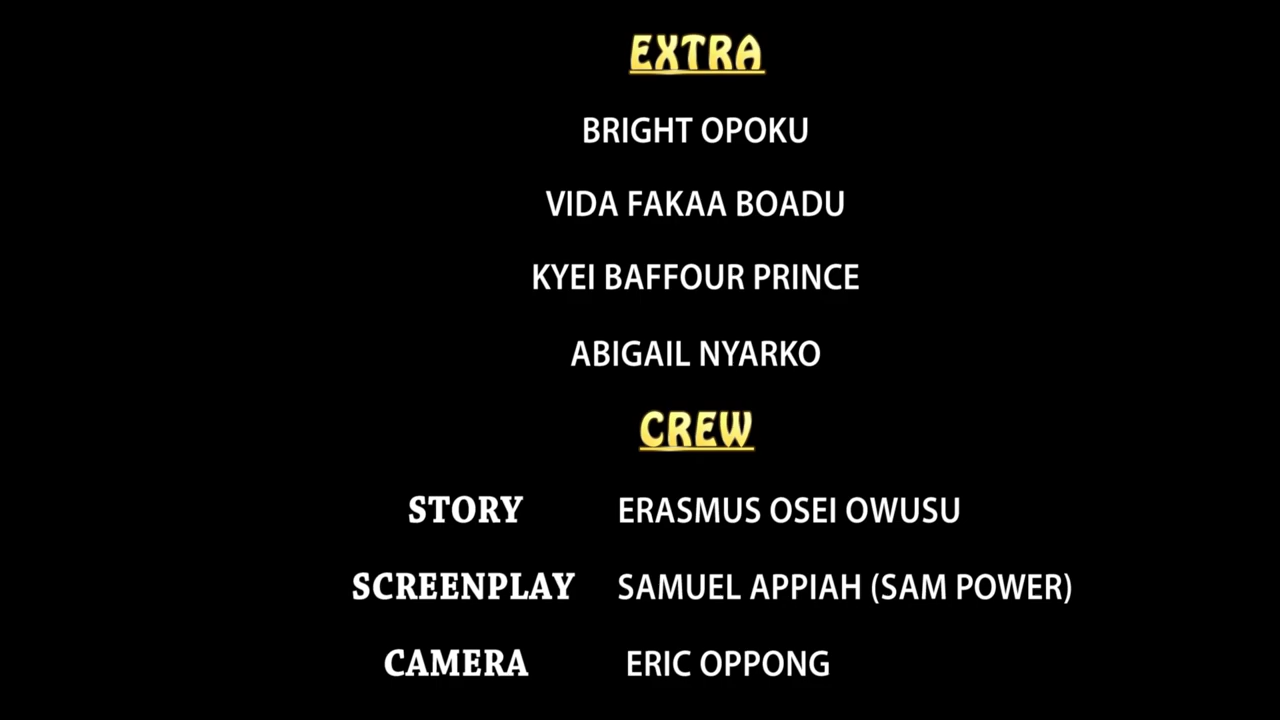 EXTRA
BRIGHT OPOKU
VIDA FAKAA BOADU
KYEI BAFFOUR PRINCE
ABIGAIL NYARKO
CREW
STORY ERASMUS OSEI OWUSU
SCREENPLAY SAMUEL APPIAH (SAM POWER)
CAMERA ERIC OPPONG